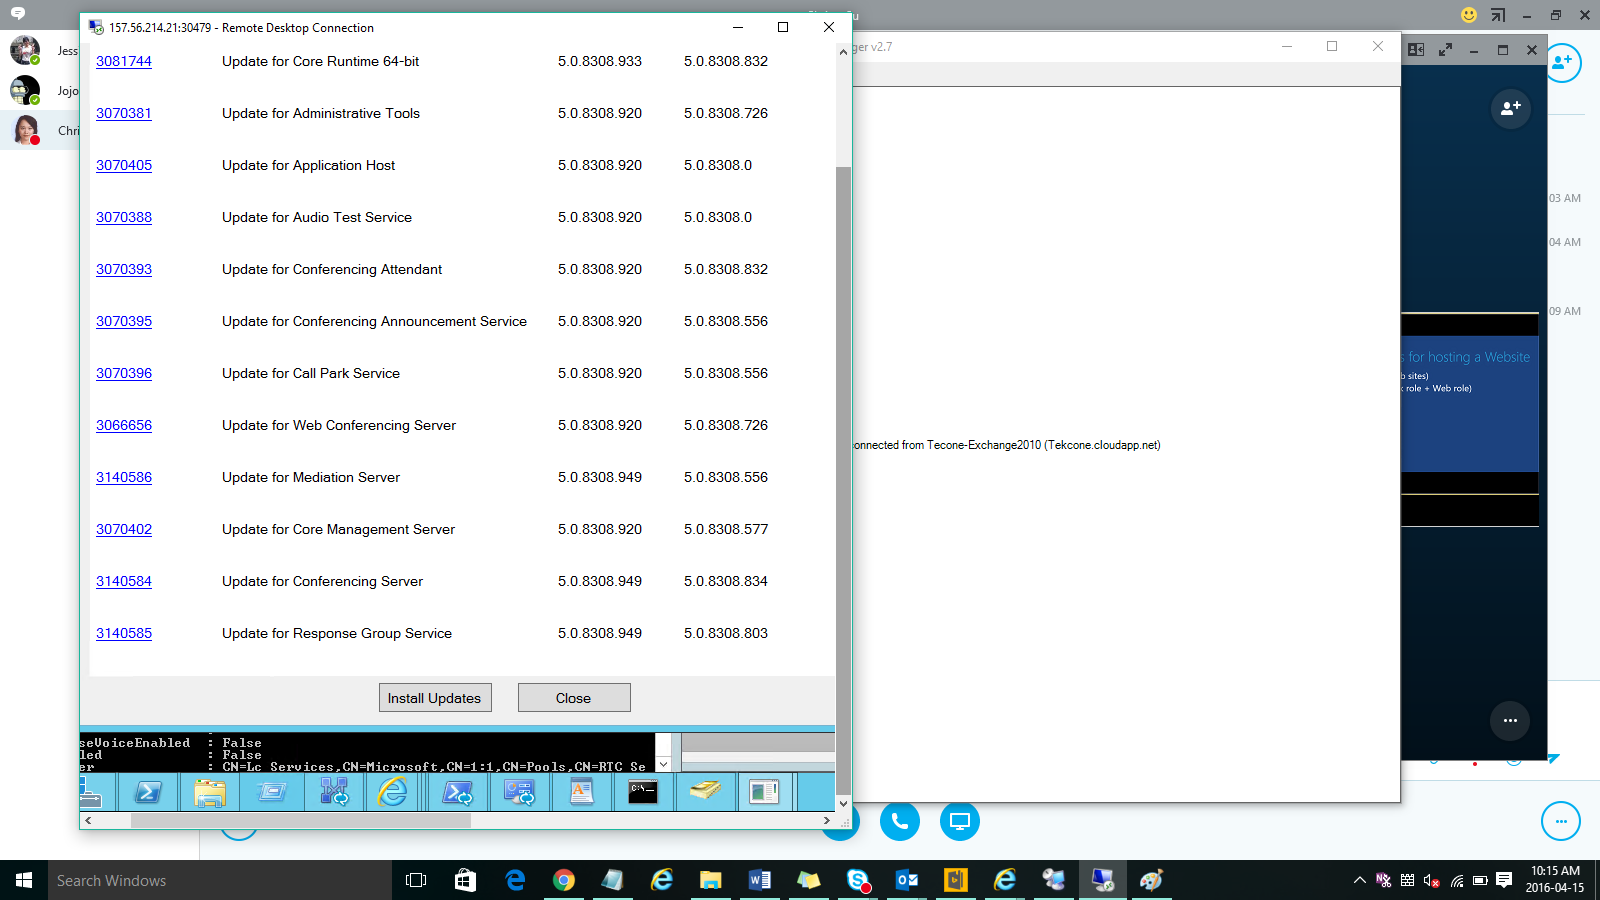 157.56.214.21:30479 - Remote Desktop Connection
ger v2.7
Jess
Jojo
Chri
3081744 Update for Core Runtime 64-bit 5.0.8308.933 5.0.8308.832
3070381 Update for Administrative Tools 5.0.8308.920 5.0.8308.726
3070405 Update for Application Host 5.0.8308.920 5.0.8308.0
3070388 Update for Audio Test Service 5.0.8308.920 5.0.8308.0
3070393 Update for Conferencing Attendant 5.0.8308.920 5.0.8308.832
3070395 Update for Conferencing Announcement Service 5.0.8308.920 5.0.8308.556
3070396 Update for Call Park Service 5.0.8308.920 5.0.8308.556
3066656 Update for Web Conferencing Server 5.0.8308.920 5.0.8308.726
3140586 Update for Mediation Server 5.0.8308.949 5.0.8308.556
3070402 Update for Core Management Server 5.0.8308.920 5.0.8308.577
3140584 Update for Conferencing Server 5.0.8308.949 5.0.8308.834
3140585 Update for Response Group Service 5.0.8308.949 5.0.8308.803
Install Updates Close
seVoiceEnabled : False
led : False
er : CN=Lc Services,CN=Microsoft,CN=1:1,CN=Pools,CN=RTC Se
onnected from Tecone-Exchange2010 (Tekcone.cloudapp.net)
03 AM
04 AM
09 AM
s for hosting a Website
b sites)
role + Web role)
Search Windows
10:15 AM
2016-04-15